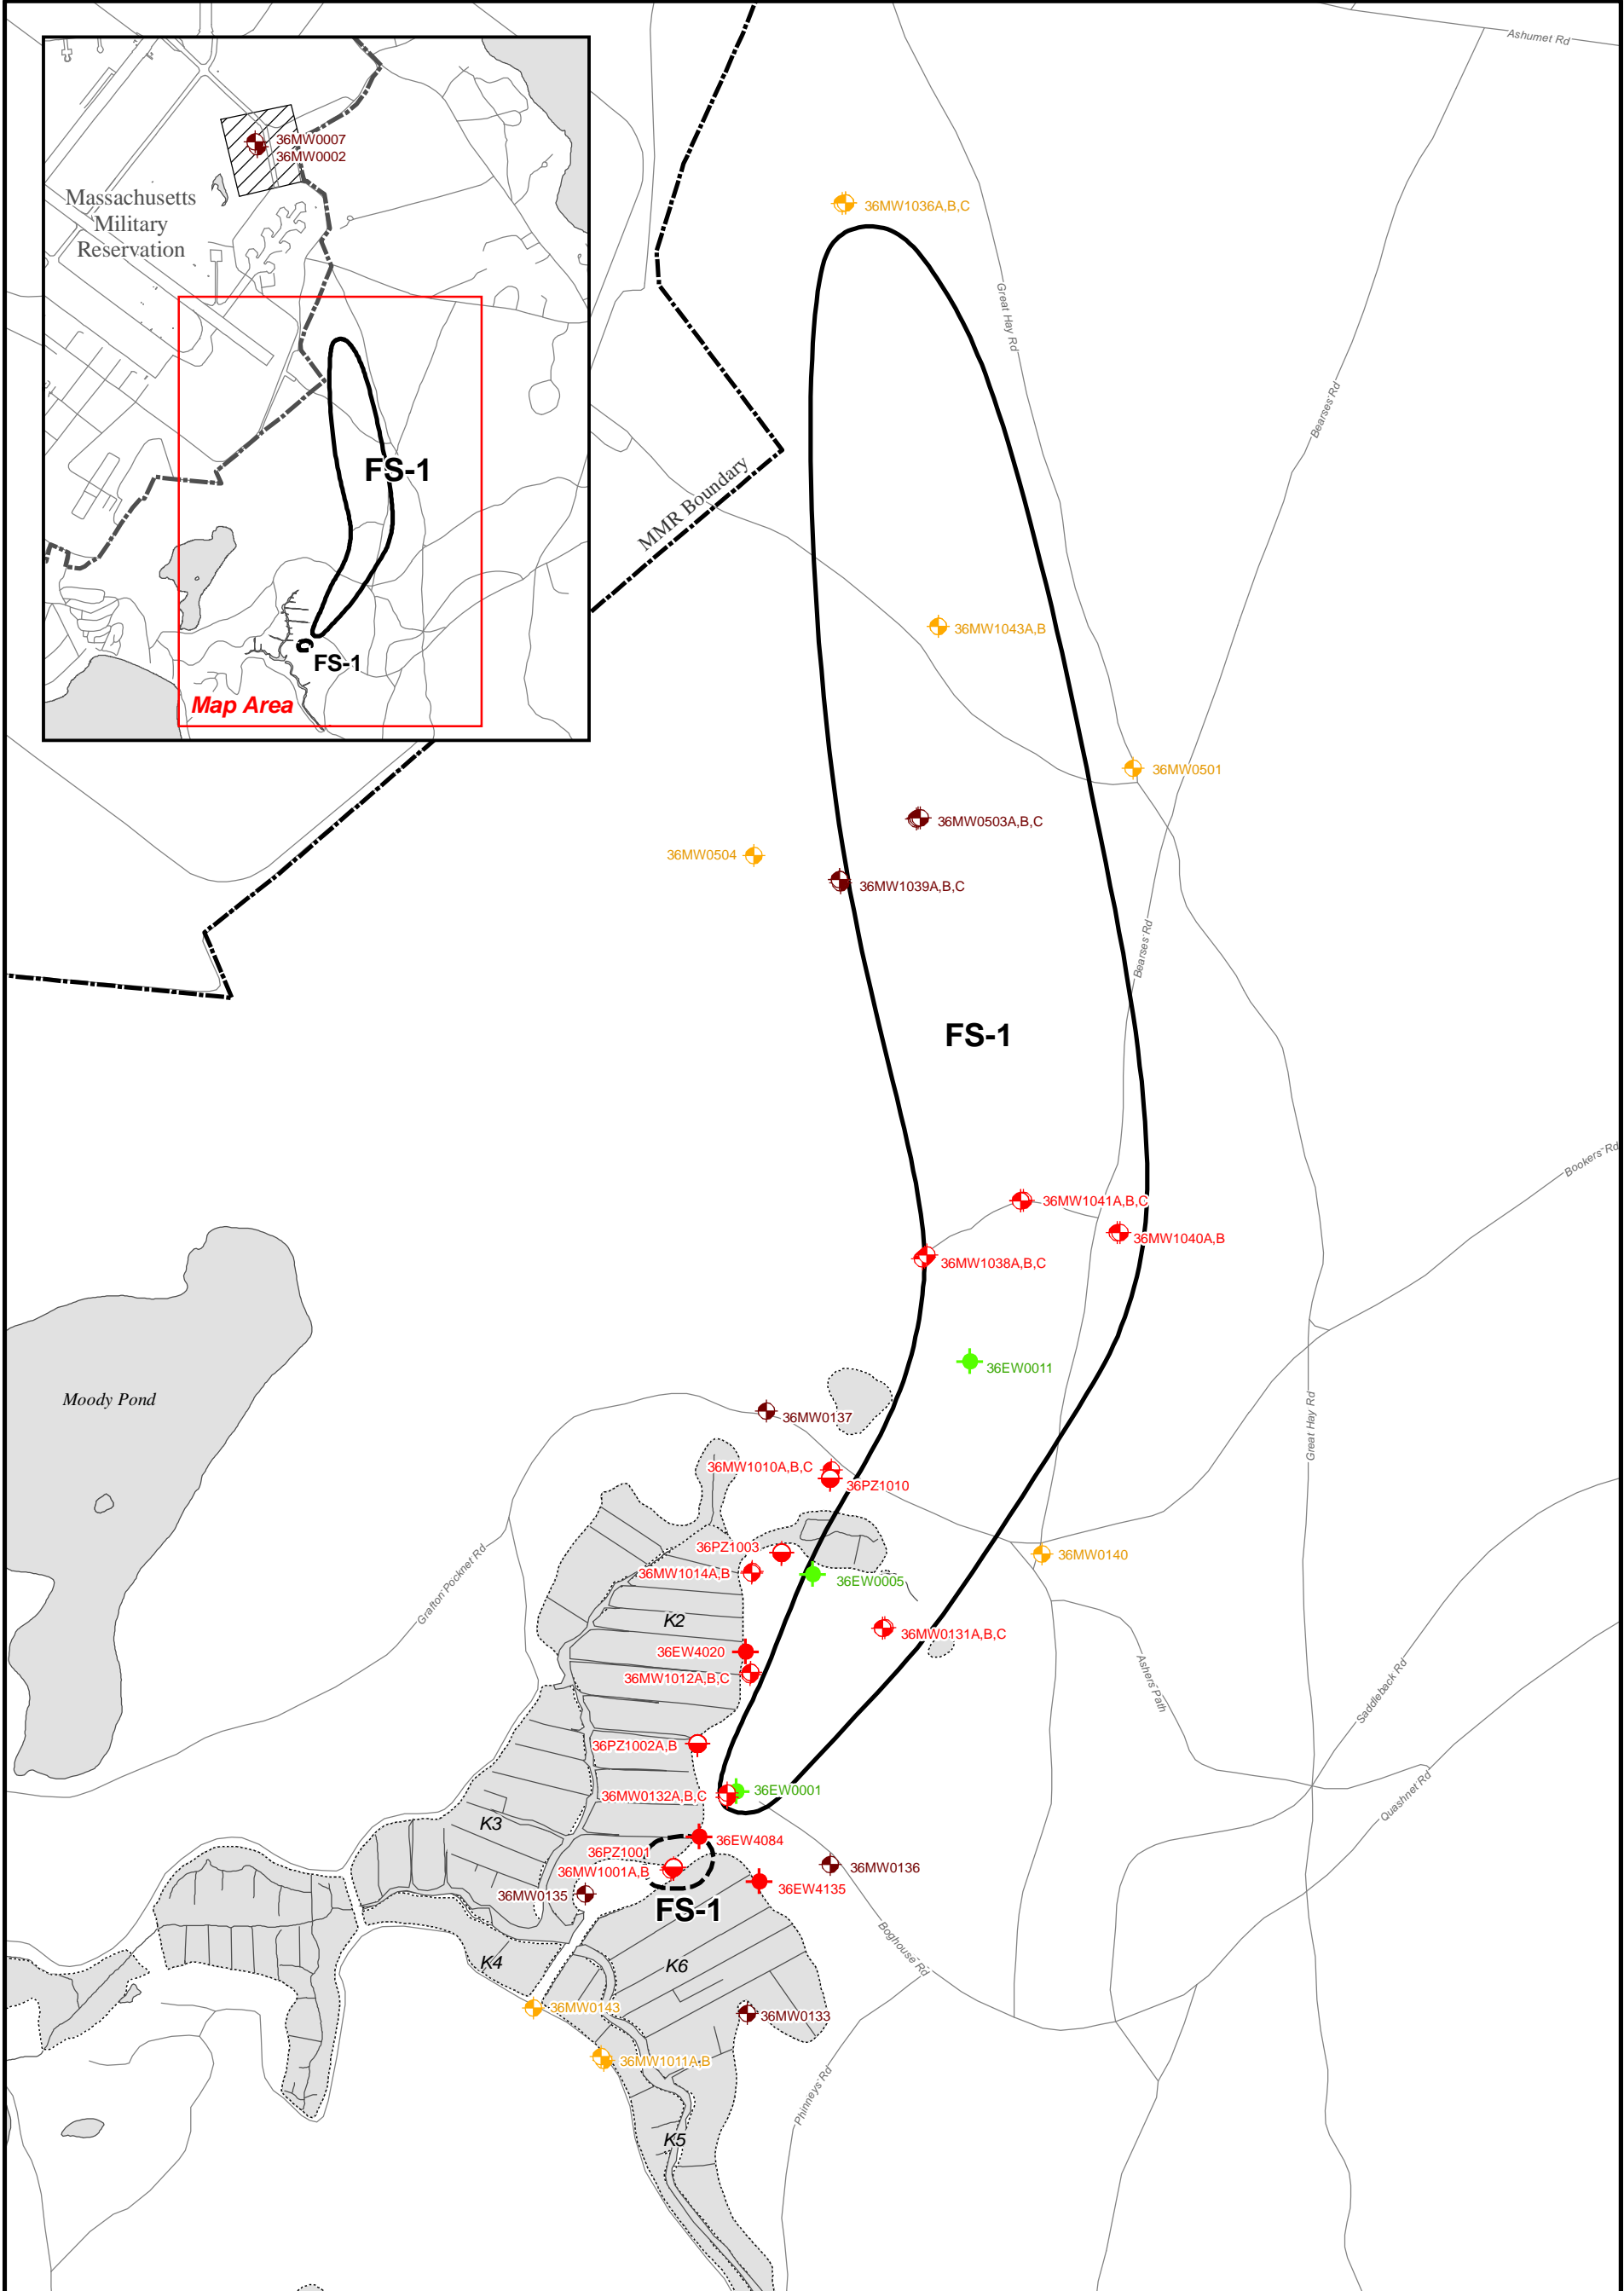 Ashumet Rd
36MW0007
36MW0002
Massachusetts
Military
Reservation
36MW1036A,B,C
Great Hay Rd
Bearses Rd
FS-1
MMR Boundary
36MW1043A,B
FS-1
Map Area
36MW0501
36MW0503A,B,C
36MW0504
36MW1039A,B,C
Bearses Rd
FS-1
Bookers Rd
36MW1041A,B,C
36MW1040A,B
36MW1038A,B,C
36EW0011
Moody Pond
36MW0137
Great Hay Rd
36MW1010A,B,C
36PZ1010
36PZ1003
36MW0140
36MW1014A,B
36EW0005
Grafton Pocknet Rd
K2
36MW0131A,B,C
36EW4020
36MW1012A,B,C
Ashers Path
Saddleback Rd
36PZ1002A,B
36EW0001
36MW0132A,B,C
Quashnet Rd
K3
36EW4084
36PZ1001
36MW1001A,B
36MW0136
36EW4135
36MW0135
FS-1
Boghouse Rd
K4
K6
36MW0143
36MW0133
36MW1011A,B
Phinneys Rd
K5